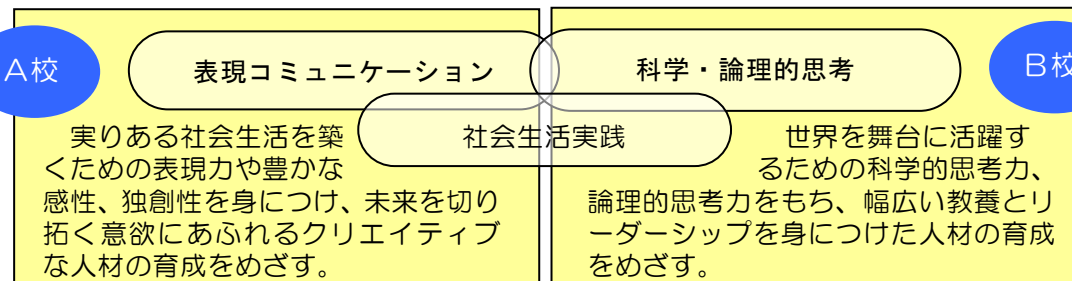 A校
表現コミュニケーション
科学・論理的思考
B校
社会生活実践
実りある社会生活を築
くための表現力や豊かな
感性、独創性を身につけ、未来を切り
拓く意欲にあふれるクリエイティブ
な人材の育成をめざす。
世界を舞台に活躍す
るための科学的思考力、
論理的思考力をもち、幅広い教養とリ
ーダーシップを身につけた人材の育成
をめざす。